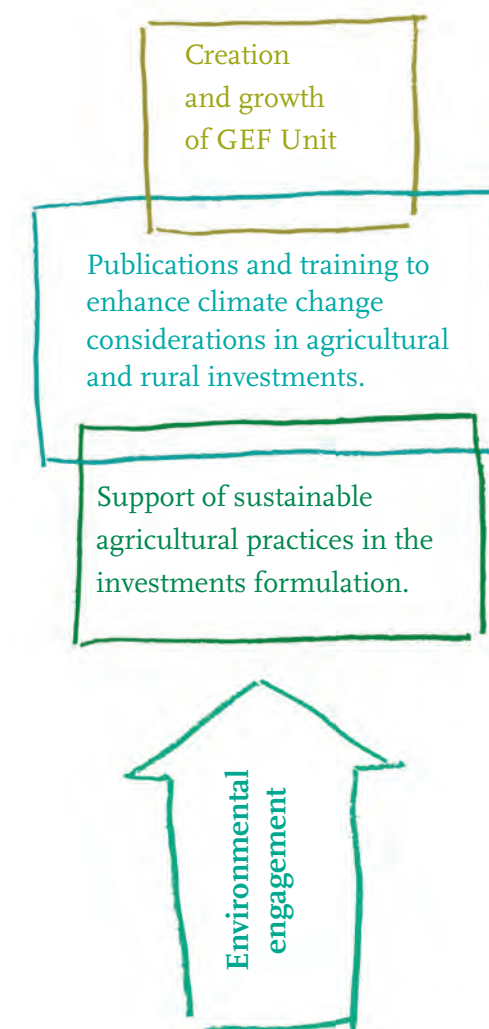 Creation
and growth
of GEF Unit
Publications and training to
enhance climate change
considerations in agricultural
and rural investments.
Support of sustainable
agricultural practices in the
investments formulation.
Environmental
engagement